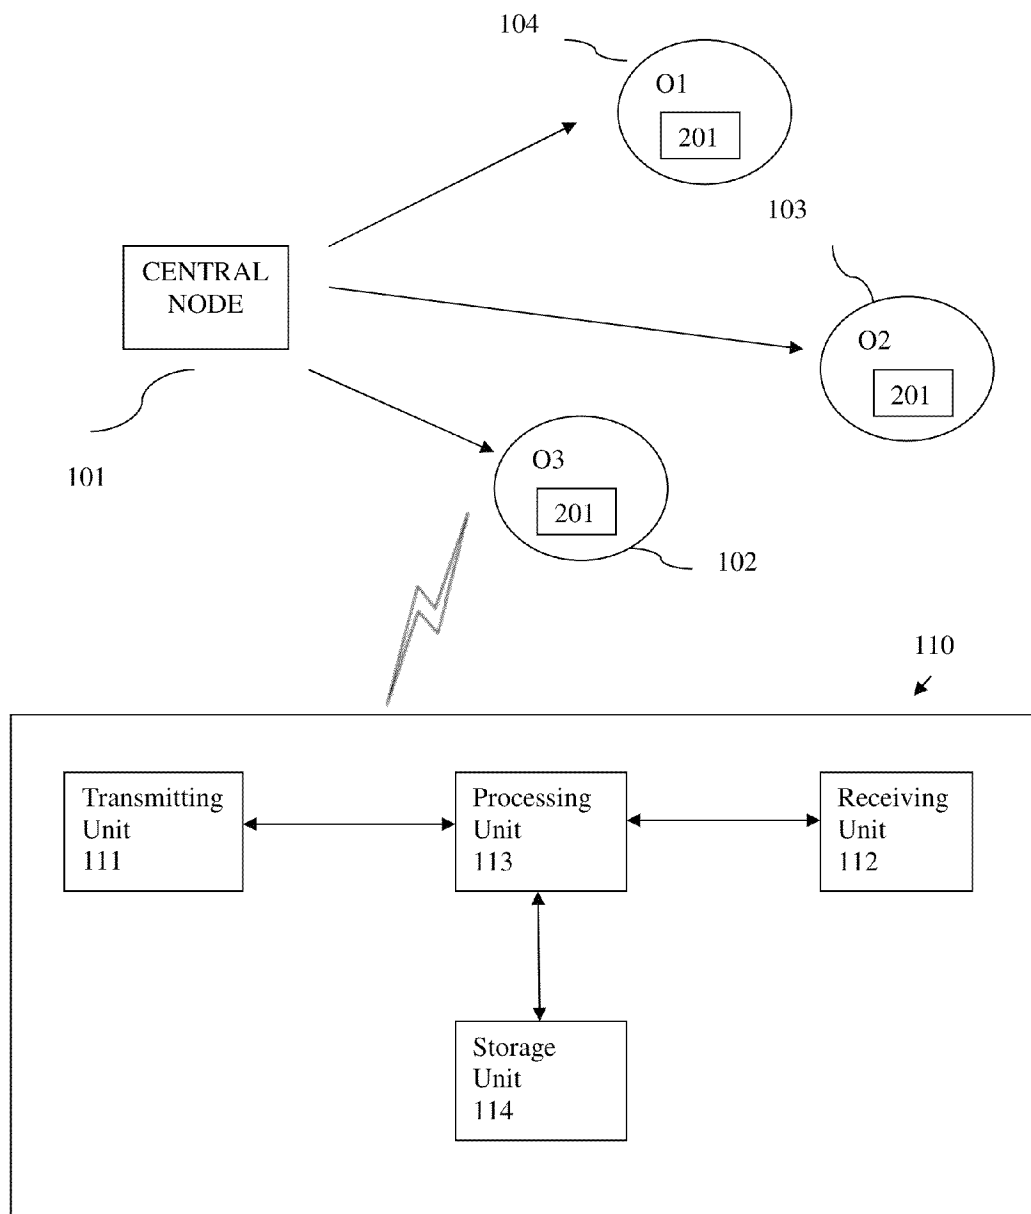 104
O1
201
103
CENTRAL
NODE
O2
201
101
O3
201
102
110
Transmitting
Unit
111
Processing
Unit
113
Receiving
Unit
112
Storage
Unit
114